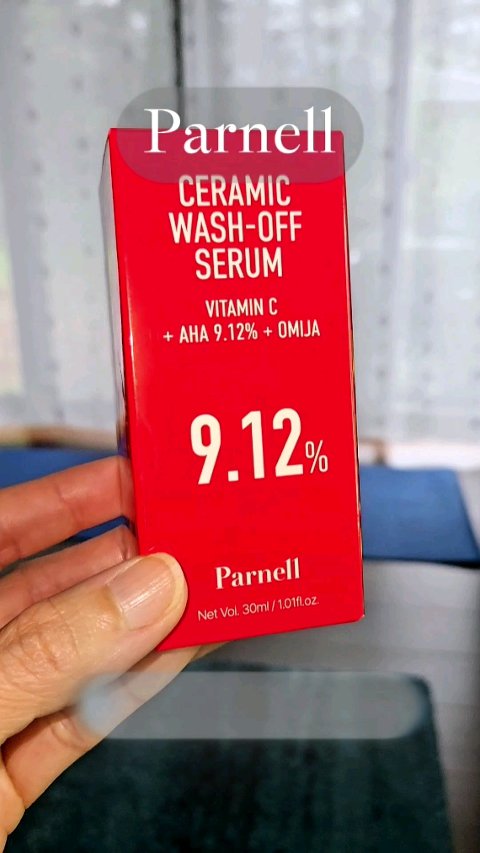 Parnell
CERAMIC
WASH-OFF
SERUM
VITAMIN C
+ AHA 9.12% + OMIJA
9.12%
Parnell
Net Vol. 30ml / 1.01fl.oz.